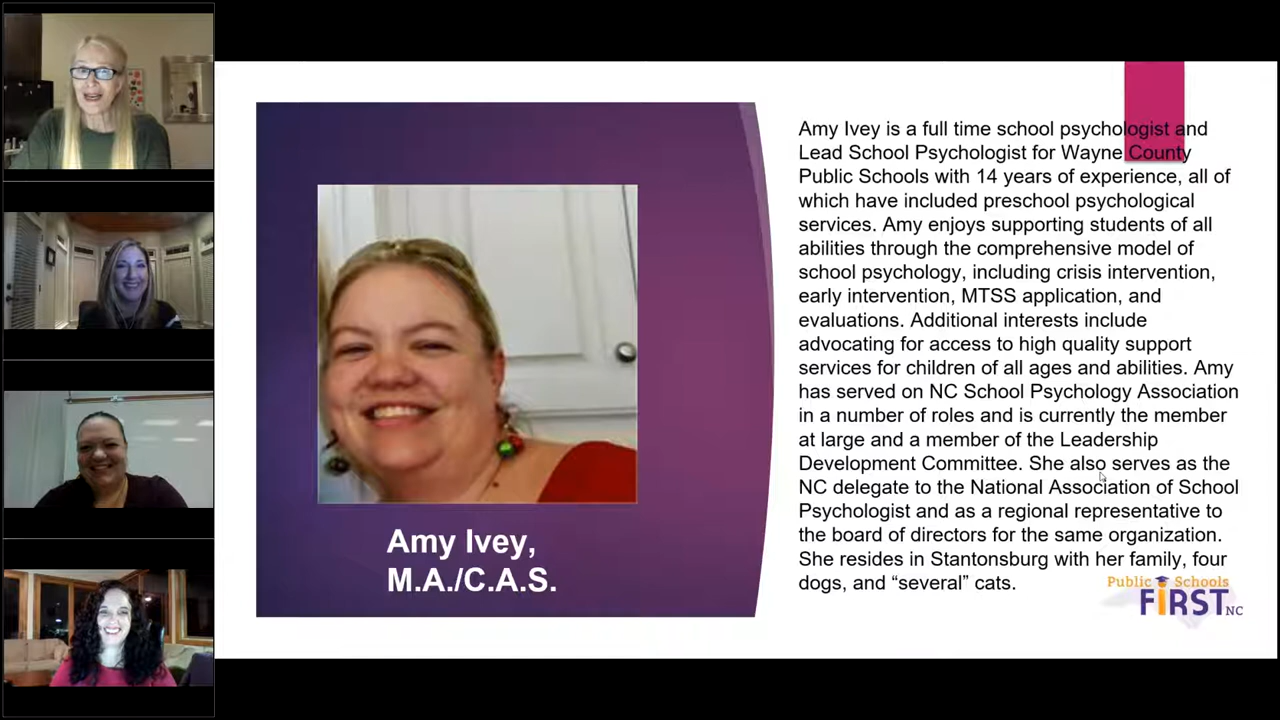 Amy Ivey,
M.A./C.A.S.
Amy Ivey is a full time school psychologist and
Lead School Psychologist for Wayne County
Public Schools with 14 years of experience, all of
which have included preschool psychological
services. Amy enjoys supporting students of all
abilities through the comprehensive model of
school psychology, including crisis intervention,
early intervention, MTSS application, and
evaluations. Additional interests include
advocating for access to high quality support
services for children of all ages and abilities. Amy
has served on NC School Psychology Association
in a number of roles and is currently the member
at large and a member of the Leadership
Development Committee. She also serves as the
NC delegate to the National Association of School
Psychologist and as a regional representative to
the board of directors for the same organization.
She resides in Stantonsburg with her family, four
dogs, and “several” cats.
Public Schools
FIRST NC